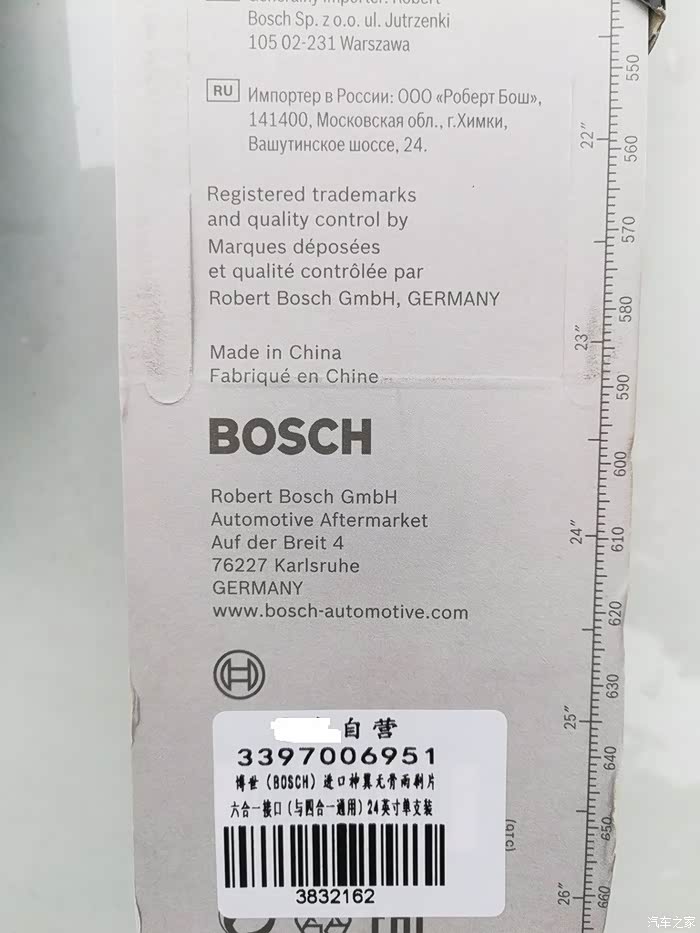 Generally importer: Robert
Bosch Sp. z o.o. ul. Jutrzenki
105 02-231 Warszawa
RU
Импортер в России: ООО «Роберт Бош»,
141400, Московская обл., г.Химки,
Вашутинское шоссе, 24.
Registered trademarks
and quality control by
Marques déposées
et qualité contrôlée par
Robert Bosch GmbH, GERMANY
Made in China
Fabriqué en Chine
BOSCH
Robert Bosch GmbH
Automotive Aftermarket
Auf der Breit 4
76227 Karlsruhe
GERMANY
www.bosch-automotive.com
自营
3397006951
博世(BOSCH)进口神翼无骨雨刷片
六合一接口(与四合一通用)24英寸单支装
3832162
EAC
22"
23"
24"
25"
26"
550
560
570
580
590
600
610
620
630
640
650
660
汽车之家